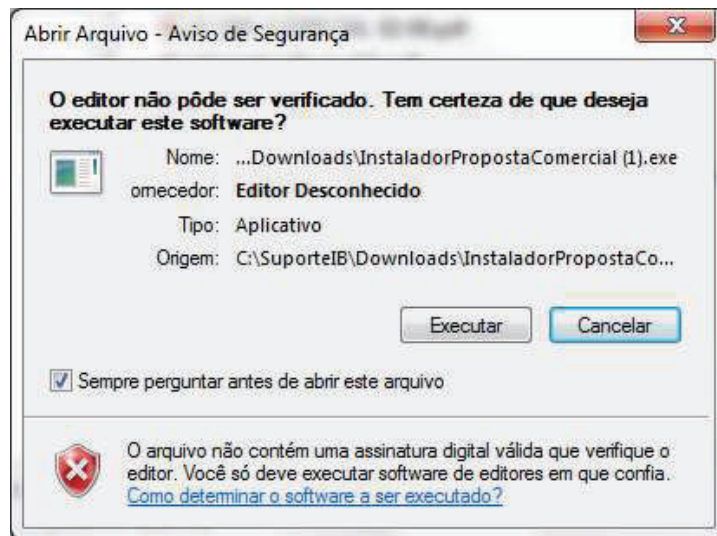 Abrir Arquivo - Aviso de Segurança
O editor não pôde ser verificado. Tem certeza de que deseja
executar este software?
Nome: ...Downloads\InstaladorPropostaComercial (1).exe
ornecedor: Editor Desconhecido
Tipo: Aplicativo
Origem: C:\SuporteIB\Downloads\InstaladorPropostaCo...
Executar
Cancelar
Sempre perguntar antes de abrir este arquivo
O arquivo não contém uma assinatura digital válida que verifique o
editor. Você só deve executar software de editores em que confia.
Como determinar o software a ser executado?